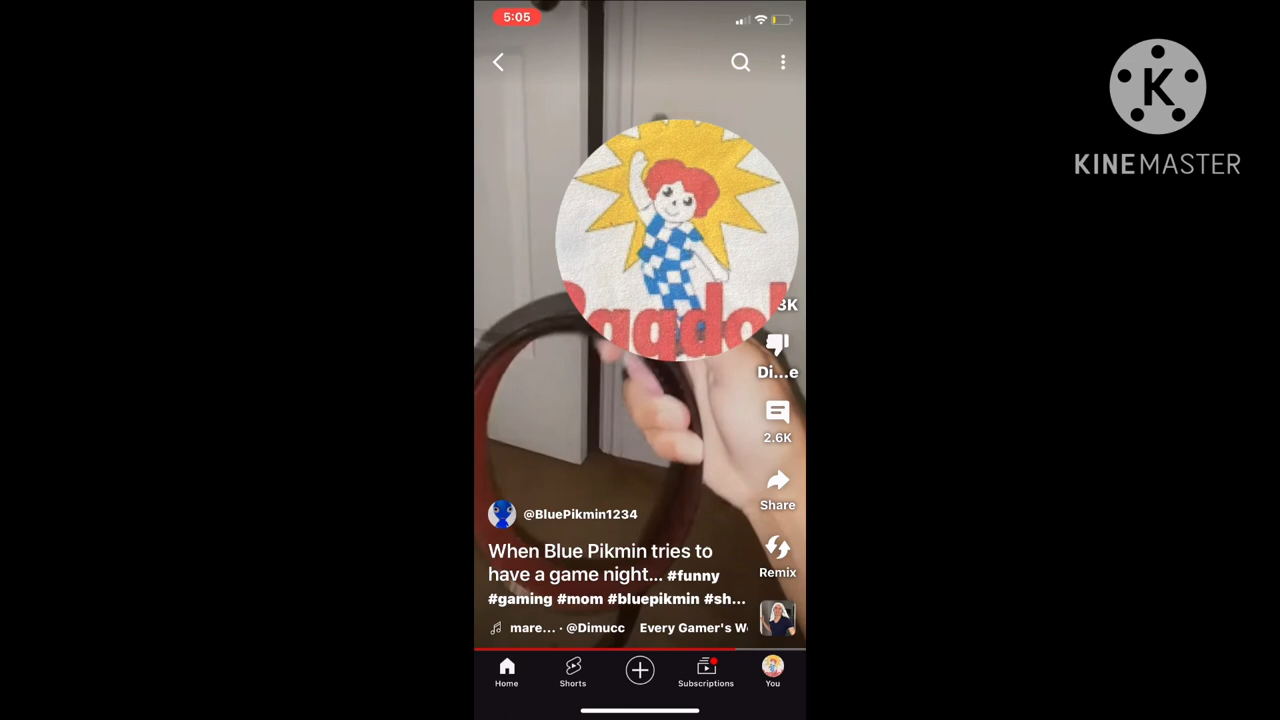 5:05
KINEMASTER
3K
Di...e
2.6K
Share
@BluePikmin1234
When Blue Pikmin tries to
have a game night... #funny
#gaming #mom #bluepikmin #sh...
Remix
mare... · @Dimucc Every Gamer's
Home
Shorts
Subscriptions
You